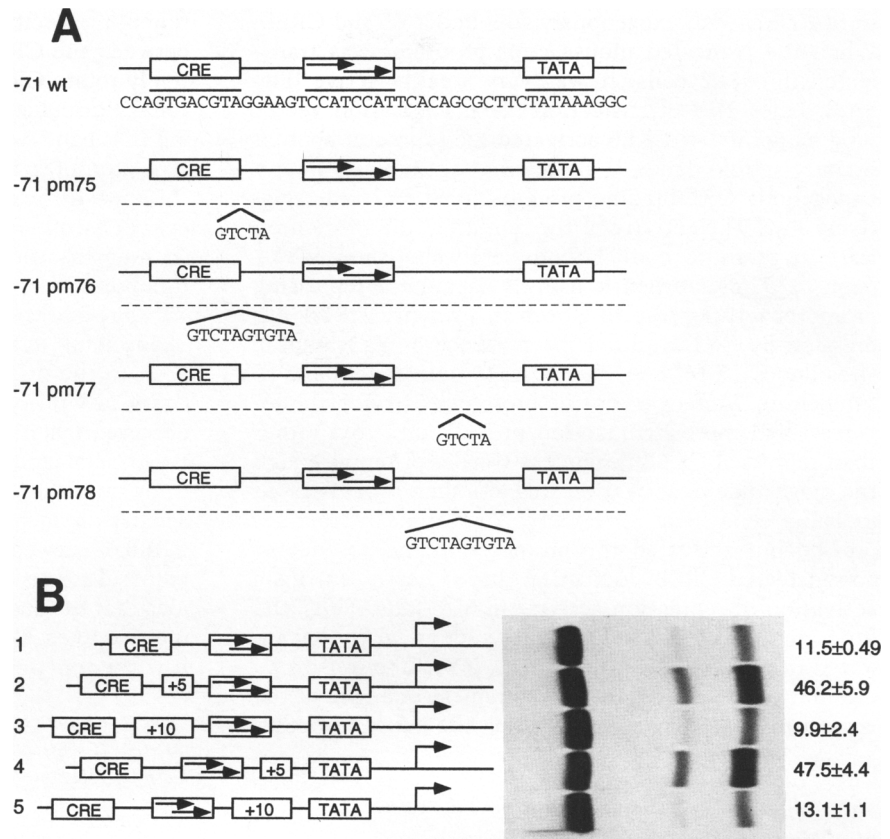 A
-71 wt CRE TATA
CCAGTGACGTAGGAAGTCCATCCATTCACAGCGCTTCTATAAAGGC
-71 pm75 CRE TATA
GTCTA
-71 pm76 CRE TATA
GTCTAGTGTA
-71 pm77 CRE TATA
GTCTA
-71 pm78 CRE TATA
GTCTAGTGTA
B
1 CRE TATA 11.5±0.49
2 CRE +5 TATA 46.2±5.9
3 CRE +10 TATA 9.9±2.4
4 CRE +5 TATA 47.5±4.4
5 CRE +10 TATA 13.1±1.1